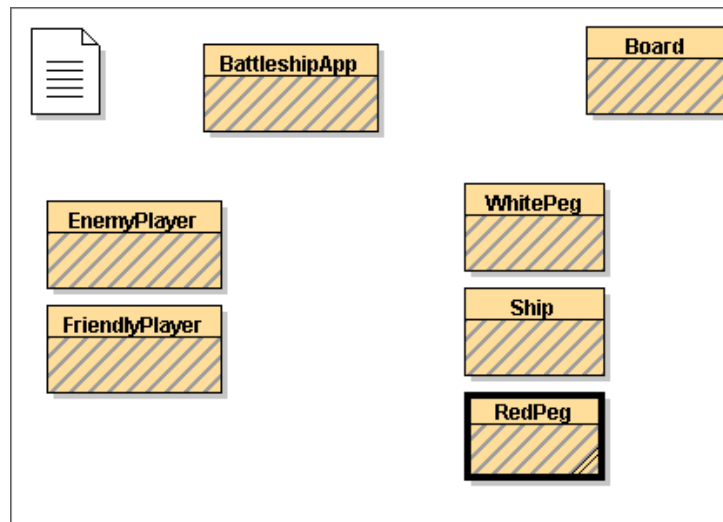 BattleshipApp
Board
EnemyPlayer
WhitePeg
FriendlyPlayer
Ship
RedPeg